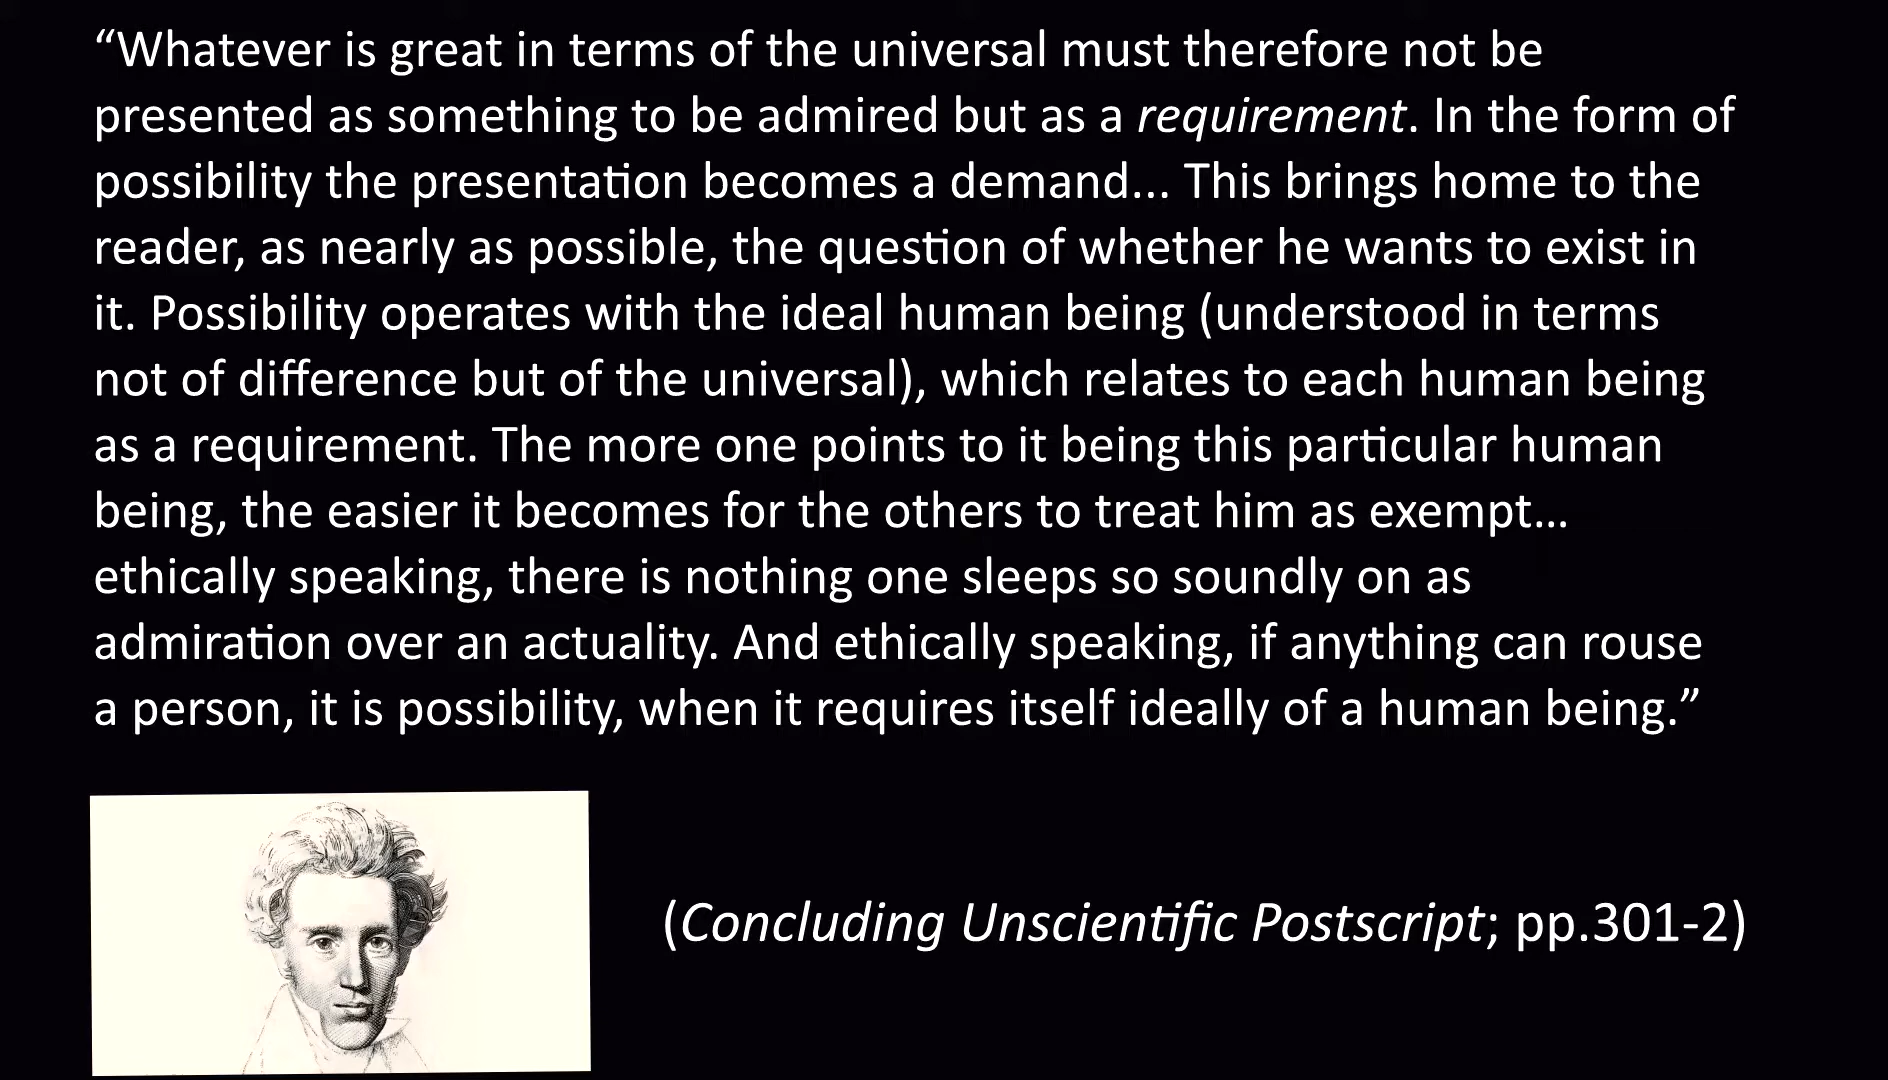 “Whatever is great in terms of the universal must therefore not be
presented as something to be admired but as a requirement. In the form of
possibility the presentation becomes a demand... This brings home to the
reader, as nearly as possible, the question of whether he wants to exist in
it. Possibility operates with the ideal human being (understood in terms
not of difference but of the universal), which relates to each human being
as a requirement. The more one points to it being this particular human
being, the easier it becomes for the others to treat him as exempt…
ethically speaking, there is nothing one sleeps so soundly on as
admiration over an actuality. And ethically speaking, if anything can rouse
a person, it is possibility, when it requires itself ideally of a human being.”
(Concluding Unscientific Postscript; pp.301-2)